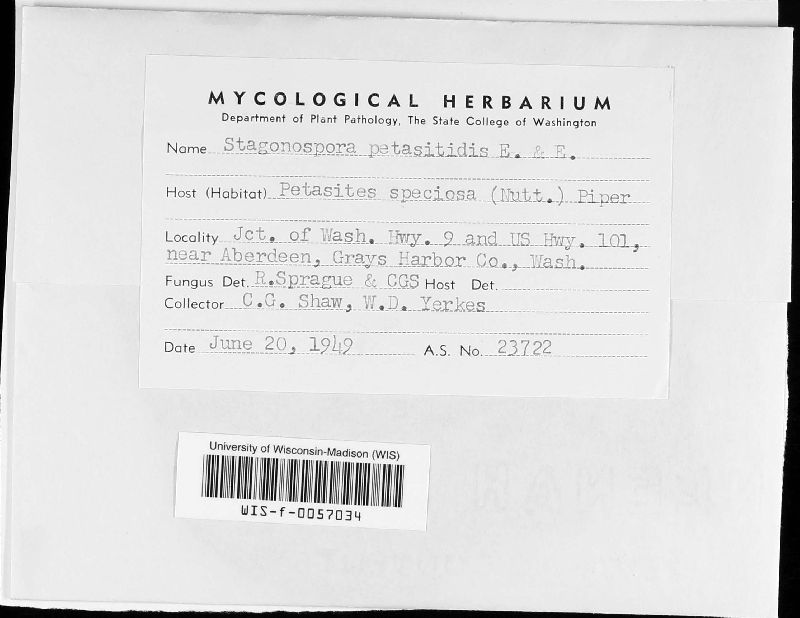 MYCOLOGICAL HERBARIUM
Department of Plant Pathology, The State College of Washington
Name Stagonospora petasitidis E. & E.
Host (Habitat) Petasites speciosa (Nutt.) Piper
Locality Jct. of Wash. Hwy. 9 and US Hwy. 101,
near Aberdeen, Grays Harbor Co., Wash.
Fungus Det. R.Sprague & CGS Host Det.
Collector C.G. Shaw, W.D. Yerkes
Date June 20, 1949 A.S. No. 23722
University of Wisconsin-Madison (WIS)
WIS-f-0057034